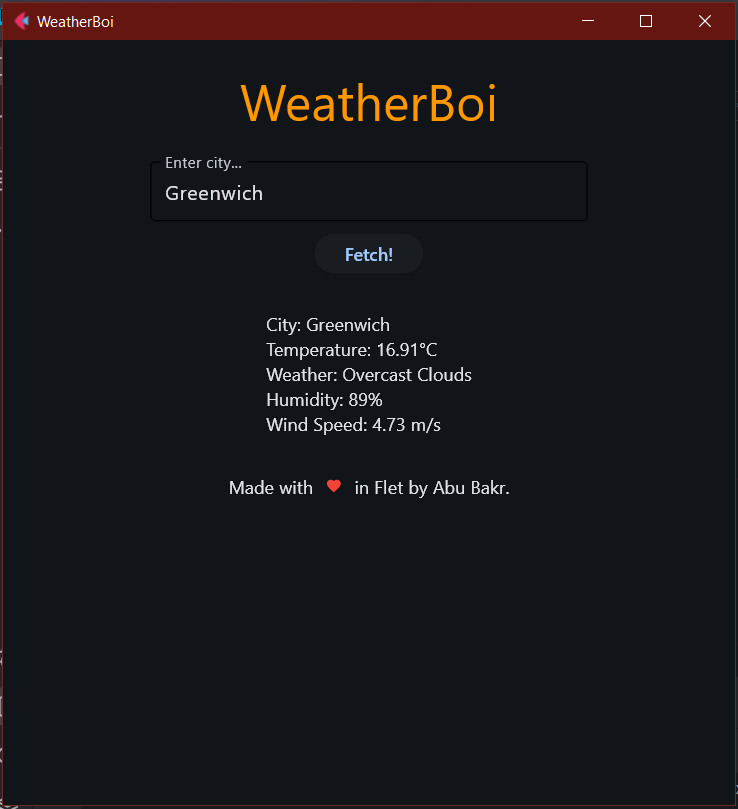 WeatherBoi
WeatherBoi
Enter city...
Greenwich
Fetch!
City: Greenwich
Temperature: 16.91°C
Weather: Overcast Clouds
Humidity: 89%
Wind Speed: 4.73 m/s
Made with ❤ in Flet by Abu Bakr.